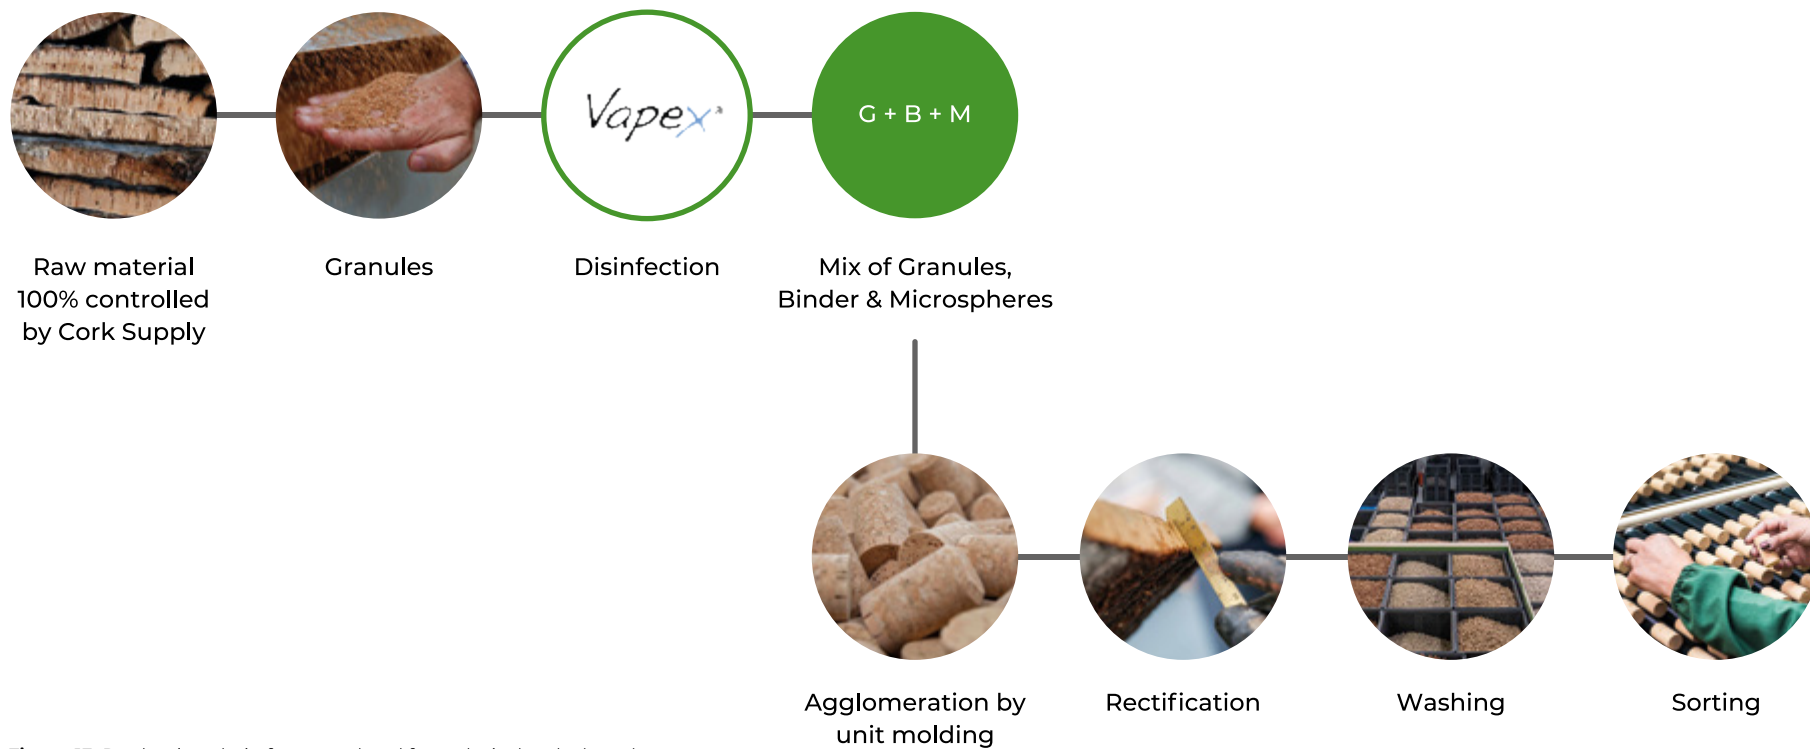 Vapex
G + B + M
Raw material
100% controlled
by Cork Supply
Granules
Disinfection
Mix of Granules,
Binder & Microspheres
Agglomeration by
unit molding
Rectification
Washing
Sorting